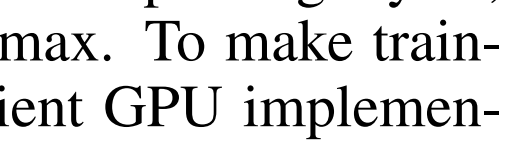 max. To make train-
ient GPU implemen-